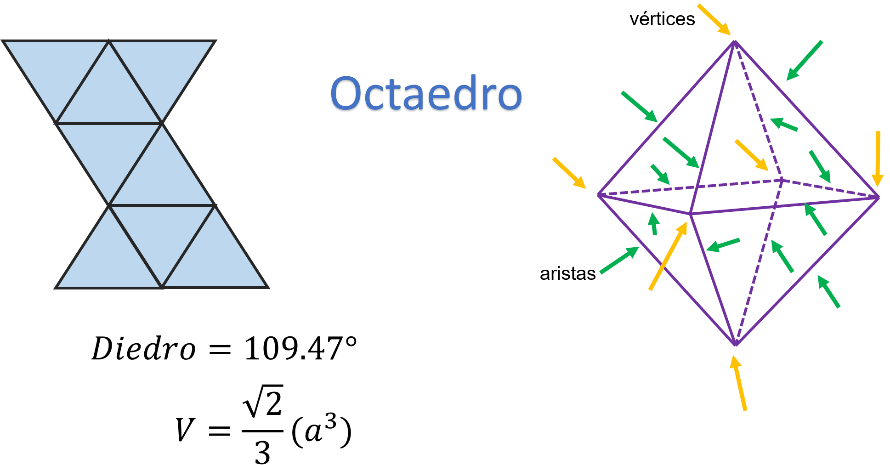 Octaedro
vértices
aristas
Diedro = 109.47°
V = √2/3 (a³)